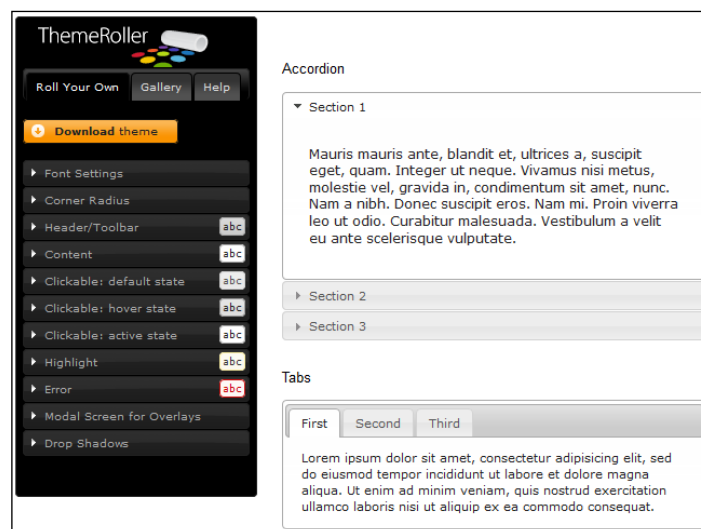 ThemeRoller
Roll Your Own
Gallery
Help
Download theme
Font Settings
Corner Radius
Header/Toolbar abc
Content abc
Clickable: default state abc
Clickable: hover state abc
Clickable: active state abc
Highlight abc
Error abc
Modal Screen for Overlays
Drop Shadows
Accordion
Section 1
Mauris mauris ante, blandit et, ultrices a, suscipit
eget, quam. Integer ut neque. Vivamus nisi metus,
molestie vel, gravida in, condimentum sit amet, nunc.
Nam a nibh. Donec suscipit eros. Nam mi. Proin viverra
leo ut odio. Curabitur malesuada. Vestibulum a velit
eu ante scelerisque vulputate.
Section 2
Section 3
Tabs
First
Second
Third
Lorem ipsum dolor sit amet, consectetur adipisicing elit, sed
do eiusmod tempor incididunt ut labore et dolore magna
aliqua. Ut enim ad minim veniam, quis nostrud exercitation
ullamco laboris nisi ut aliquip ex ea commodo consequat.